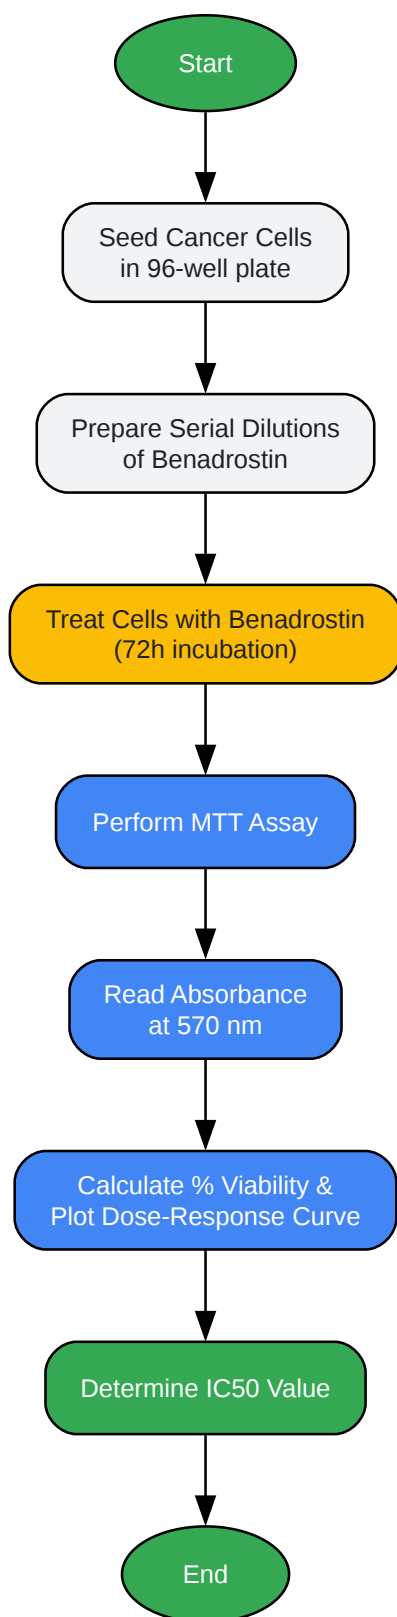 Start
Seed Cancer Cells
in 96-well plate
Prepare Serial Dilutions
of Benadrostin
Treat Cells with Benadrostin
(72h incubation)
Perform MTT Assay
Read Absorbance
at 570 nm
Calculate % Viability &
Plot Dose-Response Curve
Determine IC50 Value
End